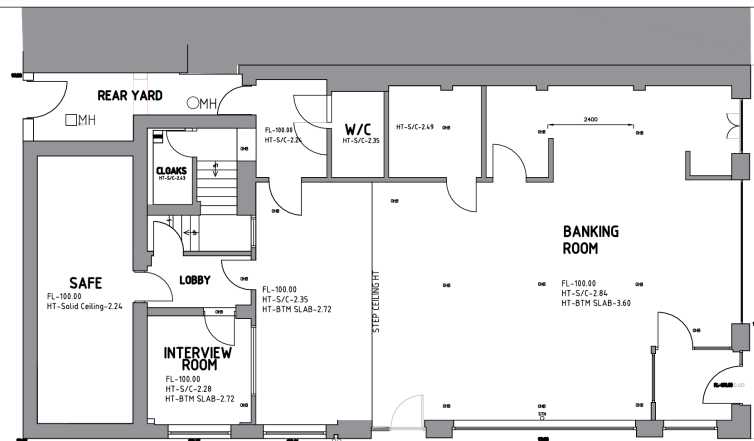 REAR YARD
MH
MH
FL-100.00
W/C
HT-S/C-2.35
HT-S/C-2.49
2400
CLOAKS
HT-S/C-2.43
BANKING
ROOM
FL-100.00
HT-S/C-2.84
HT-BTM SLAB-3.60
STEP CEILING HT
SAFE
FL-100.00
HT-Solid Ceiling-2.24
LOBBY
FL-100.00
HT-S/C-2.35
HT-BTM SLAB-2.72
INTERVIEW
ROOM
FL-100.00
HT-S/C-2.28
HT-BTM SLAB-2.72